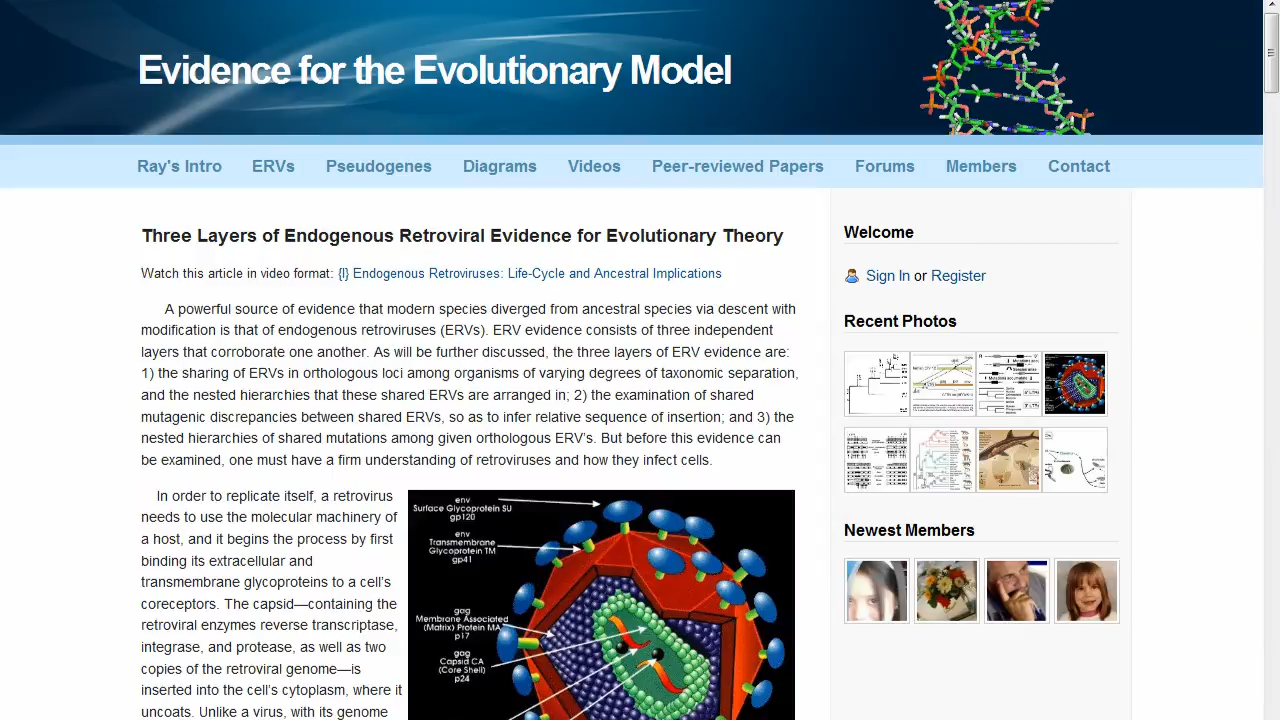 Evidence for the Evolutionary Model
Ray's Intro ERVs Pseudogenes Diagrams Videos Peer-reviewed Papers Forums Members Contact
Three Layers of Endogenous Retroviral Evidence for Evolutionary Theory
Watch this article in video format: {l} Endogenous Retroviruses: Life-Cycle and Ancestral Implications
A powerful source of evidence that modern species diverged from ancestral species via descent with
modification is that of endogenous retroviruses (ERVs). ERV evidence consists of three independent
layers that corroborate one another. As will be further discussed, the three layers of ERV evidence are:
1) the sharing of ERVs among organisms of varying degrees of taxonomic separation,
and the nested these shared ERVs are arranged in; 2) the examination of shared
mutagenic between shared ERVs, so as to infer relative sequence of insertion; and 3) the
nested hierarchies of shared mutations among given orthologous ERV's. But before this evidence can
be examined, one must have a firm understanding of retroviruses and how they infect cells.
In order to replicate itself, a retrovirus
needs to use the molecular machinery of
a host, and it begins the process by first
binding its extracellular and
transmembrane glycoproteins to a cell's
coreceptors. The capsid—containing the
retroviral enzymes reverse transcriptase,
integrase, and protease, as well as two
copies of the retroviral genome—is
inserted into the cell's cytoplasm, where it
uncoats. Unlike a virus, with its genome
env
Surface Glycoprotein SU
gp120
env
Transmembrane
Glycoprotein TM
gp41
gag
Membrane Associated
(Matrix) Protein MA
p17
gag
Capsid CA
(Core Shell)
p24
Welcome
Sign In or Register
Recent Photos
Newest Members